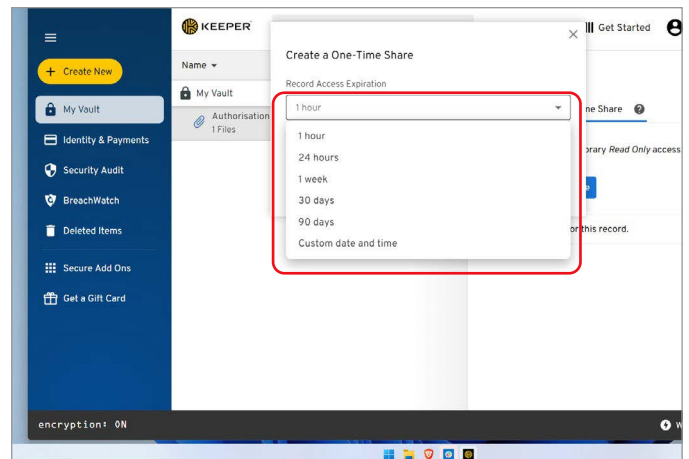 KEEPER
Get Started
Create New
My Vault
Identity & Payments
Security Audit
BreachWatch
Deleted Items
Secure Add Ons
Get a Gift Card
Name
My Vault
Authorisation
1 Files
Create a One-Time Share
Record Access Expiration
1 hour
1 hour
24 hours
1 week
30 days
90 days
Custom date and time
Share
Read Only access
this record.
encryption: ON